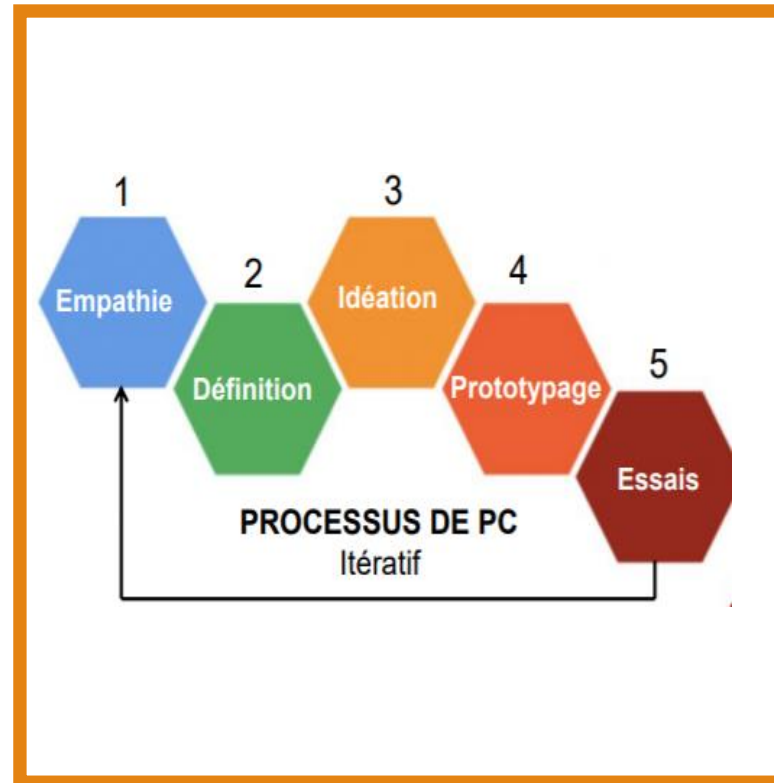 1
Empathie
2
Définition
3
Idéation
4
Prototypage
5
Essais
PROCESSUS DE PC
Itératif